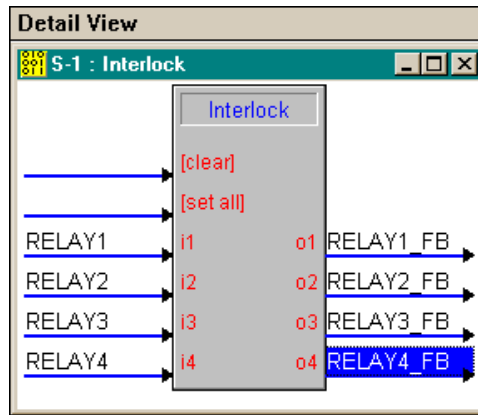 Detail View
S-1 : Interlock
Interlock
[clear]
[set all]
RELAY1 i1 o1 RELAY1_FB
RELAY2 i2 o2 RELAY2_FB
RELAY3 i3 o3 RELAY3_FB
RELAY4 i4 o4 RELAY4_FB